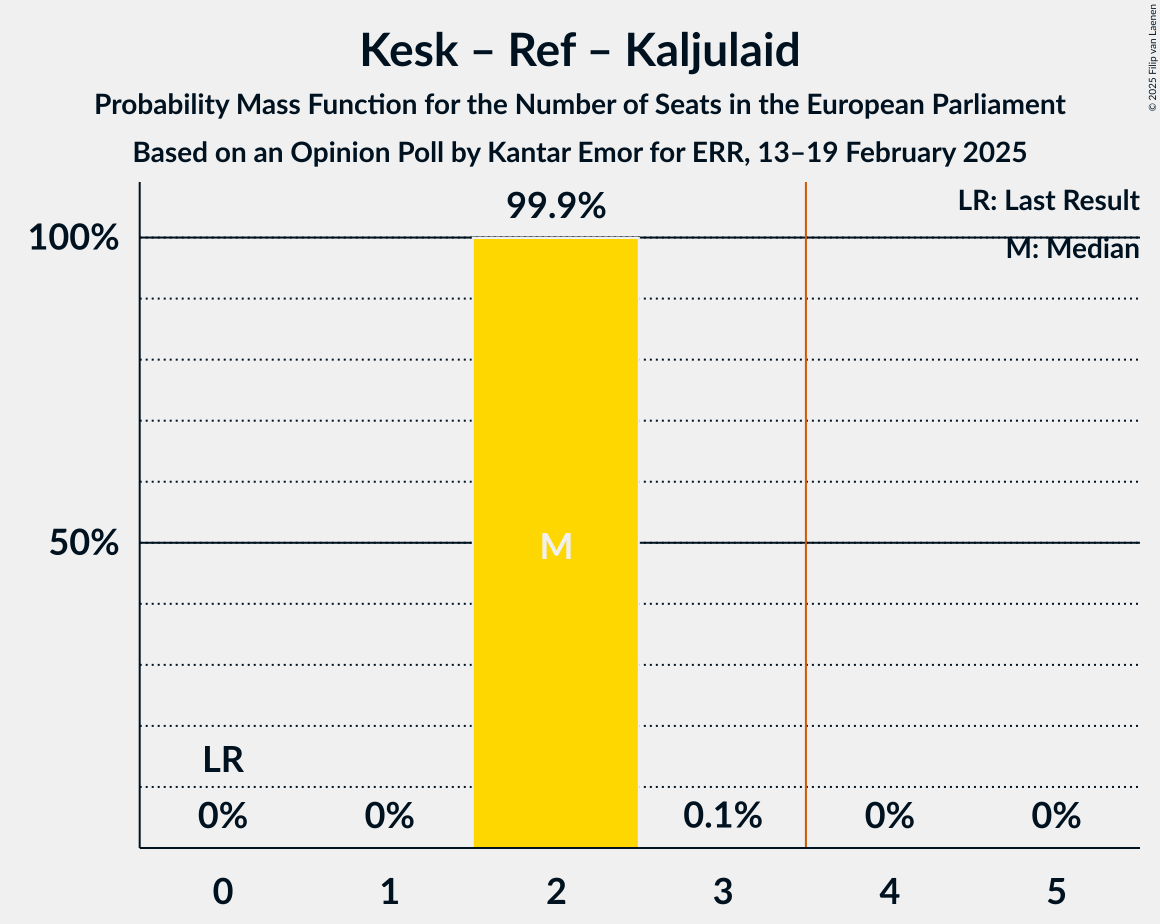 Kesk – Ref – Kaljulaid
Probability Mass Function for the Number of Seats in the European Parliament
Based on an Opinion Poll by Kantar Emor for ERR, 13–19 February 2025
© 2025 Filip van Laenen
LR: Last Result
M: Median
99.9%
100%
50%
M
LR
0%
0%
0.1%
0%
0%
0
1
2
3
4
5